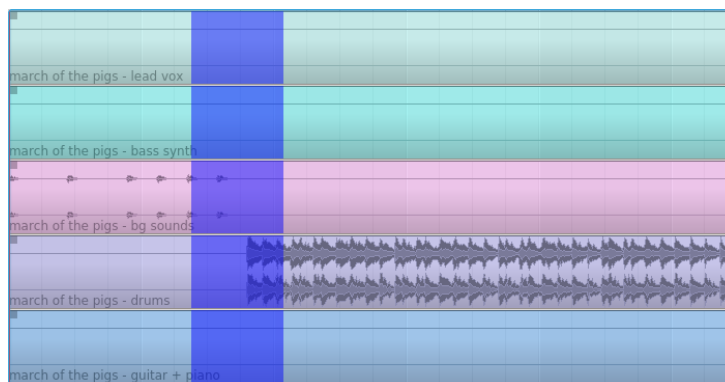 march of the pigs - lead vox
march of the pigs - bass synth
march of the pigs - bg sounds
march of the pigs - drums
march of the pigs - guitar + piano